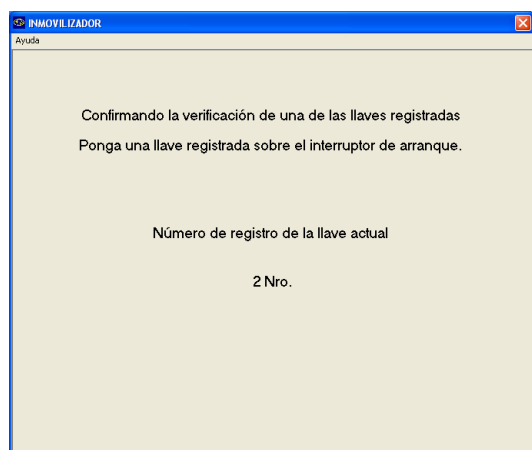 INMOVILIZADOR
Ayuda
Confirmando la verificación de una de las llaves registradas
Ponga una llave registrada sobre el interruptor de arranque.
Número de registro de la llave actual
2 Nro.